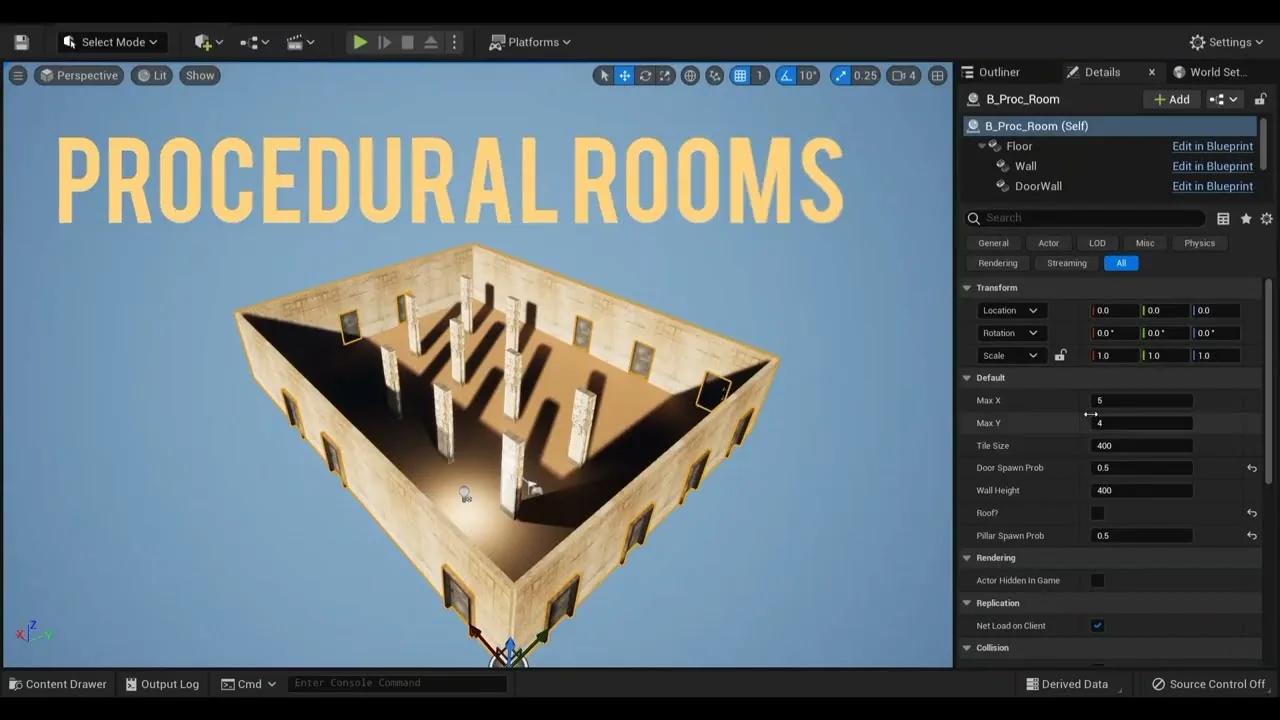 Select Mode
Platforms
Settings
Perspective
Lit
Show
1
10°
0.25
4
Outliner
Details
World Set...
B_Proc_Room
Add
B_Proc_Room (Self)
Floor
Edit in Blueprint
Wall
Edit in Blueprint
DoorWall
Edit in Blueprint
Search
General
Actor
LOD
Misc
Physics
Rendering
Streaming
All
PROCEDURAL ROOMS
Transform
Location
0.0
0.0
0.0
Rotation
0.0°
0.0°
0.0°
Scale
1.0
1.0
1.0
Default
Max X
5
Max Y
4
Tile Size
400
Door Spawn Prob
0.5
Wall Height
400
Roof?
Pillar Spawn Prob
0.5
Rendering
Actor Hidden In Game
Replication
Net Load on Client
Collision
Z
X
Y
Content Drawer
Output Log
Cmd
Enter Console Command
Derived Data
Source Control Off